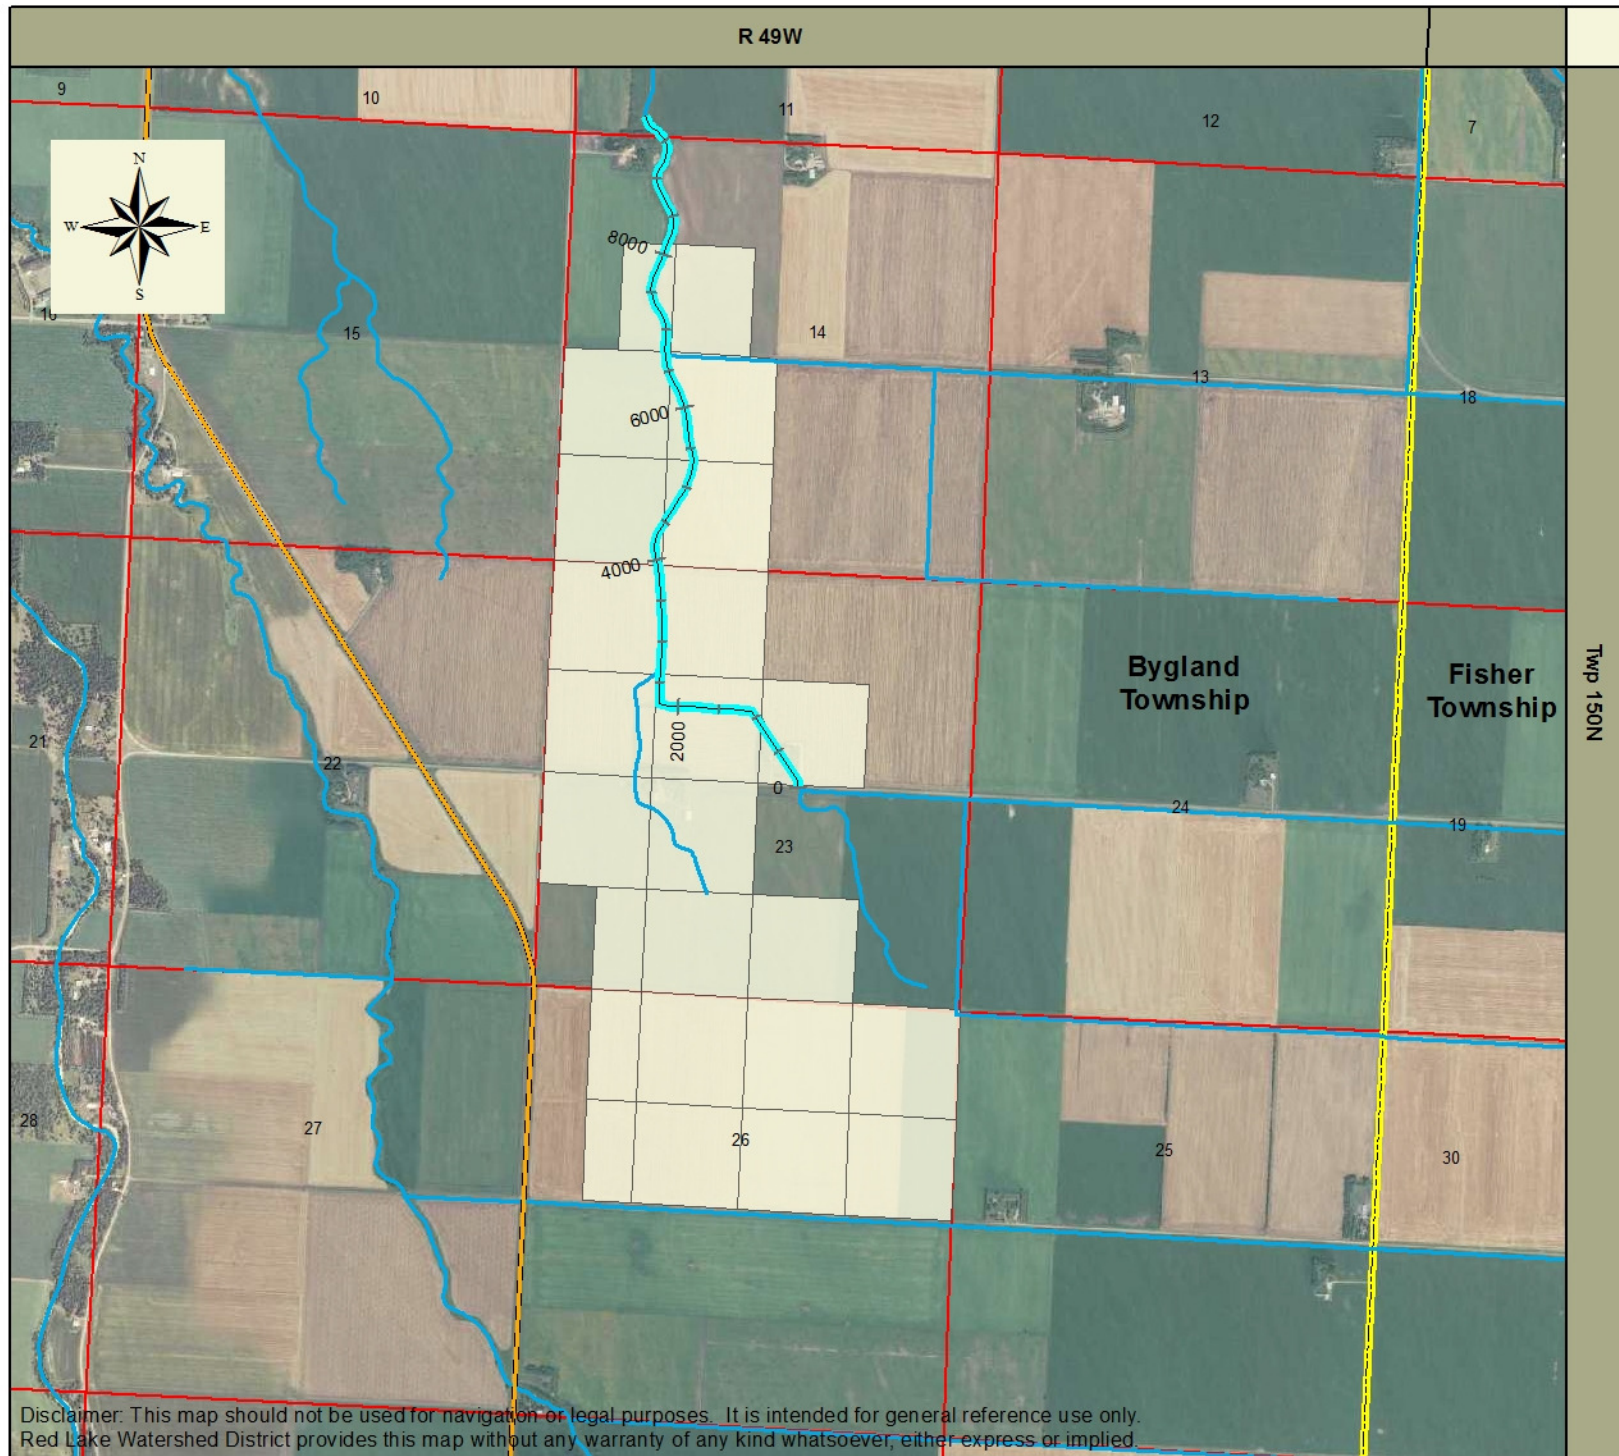 R 49W
9
10
11
12
7
N
W
E
S
8000
16
15
14
13
18
6000
4000
Bygland
Township
Fisher
Township
Twp 150N
21
22
2000
0
24
19
23
28
27
26
25
30
Disclaimer: This map should not be used for navigation or legal purposes. It is intended for general reference use only.
Red Lake Watershed District provides this map without any warranty of any kind whatsoever, either express or implied.